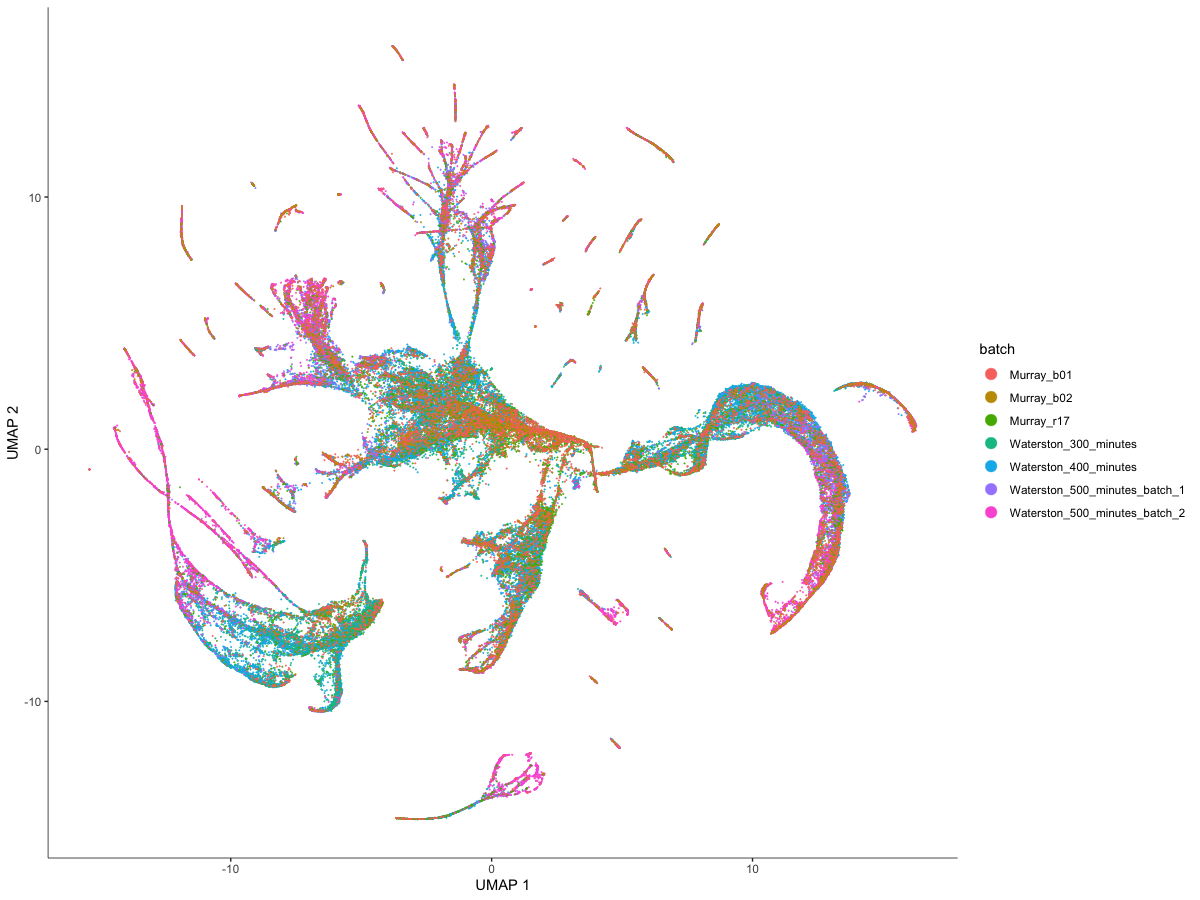 10
0
-10
UMAP 2
-10
0
10
UMAP 1
batch
Murray_b01
Murray_b02
Murray_r17
Waterston_300_minutes
Waterston_400_minutes
Waterston_500_minutes_batch_1
Waterston_500_minutes_batch_2